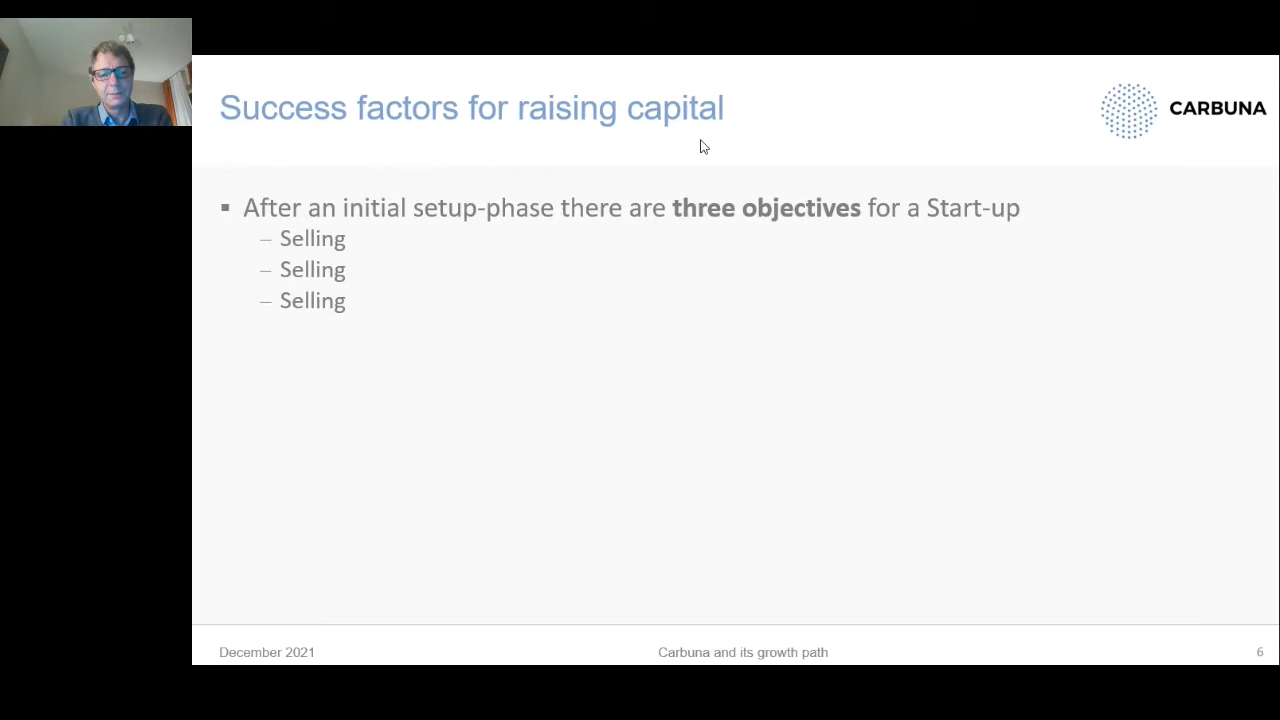 Success factors for raising capital
CARBUNA
▪ After an initial setup-phase there are three objectives for a Start-up
– Selling
– Selling
– Selling
December 2021
Carbuna and its growth path
6